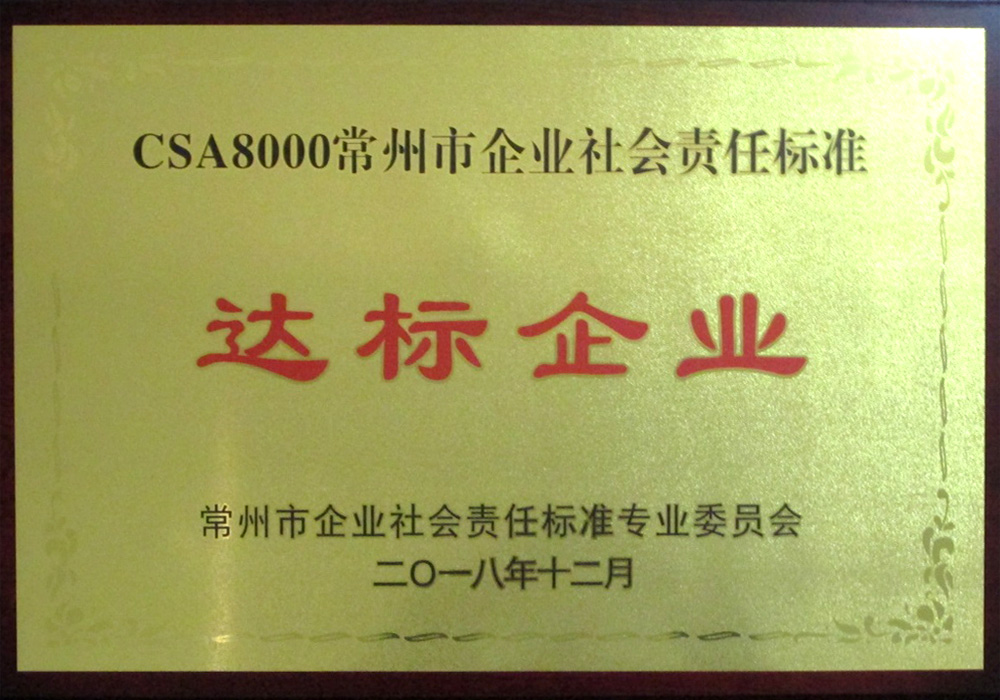 CSA8000常州市企业社会责任标准
达标企业
常州市企业社会责任标准专业委员会
二〇一八年十二月